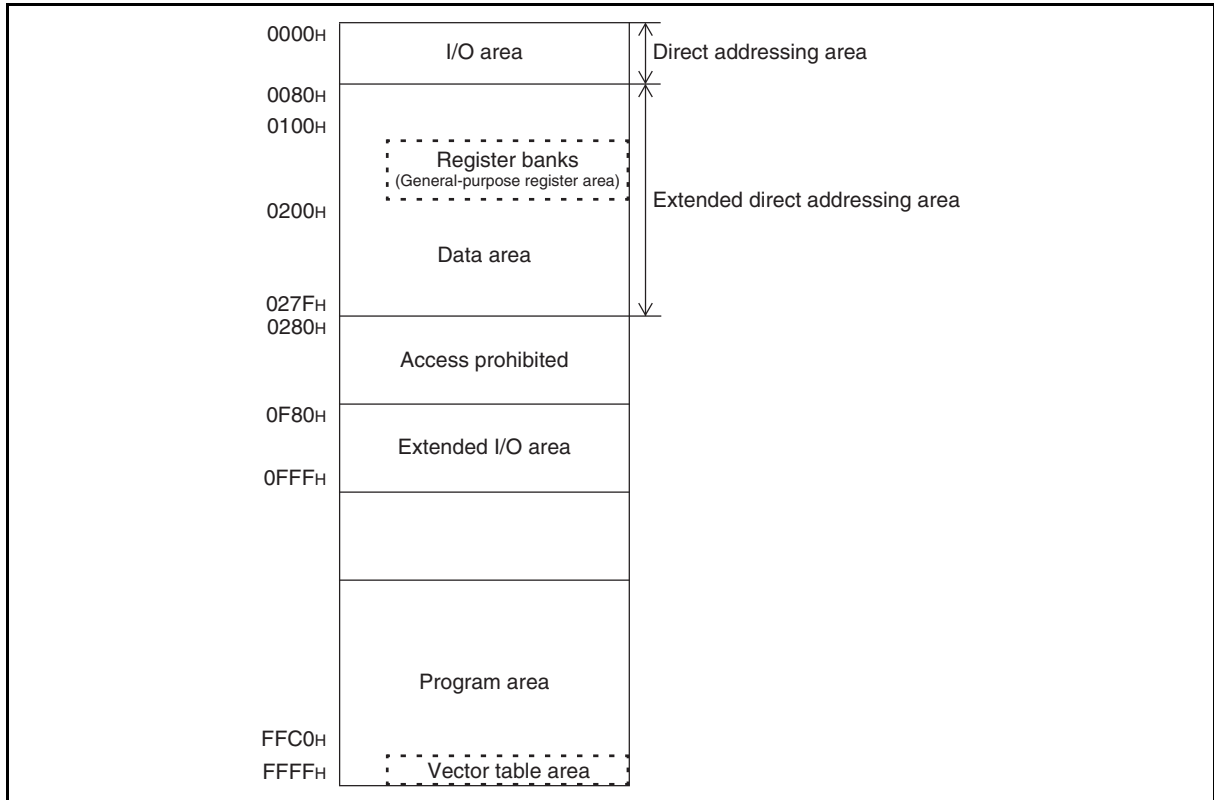 0000H
I/O area
Direct addressing area
0080H
0100H
Register banks
(General-purpose register area)
Extended direct addressing area
0200H
Data area
027FH
0280H
Access prohibited
0F80H
Extended I/O area
0FFFH
Program area
FFC0H
FFFFH
Vector table area